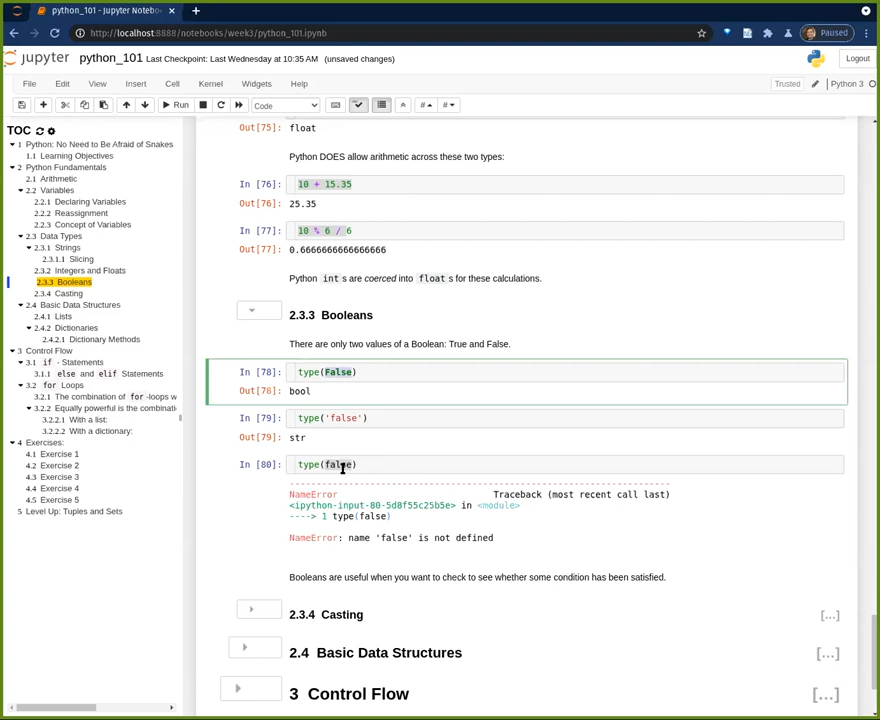 python_101 - Jupyter Notebo
http://localhost:8888/notebooks/week3/python_101.ipynb
Paused
jupyter python_101 Last Checkpoint: Last Wednesday at 10:35 AM (unsaved changes)
Logout
File Edit View Insert Cell Kernel Widgets Help
Trusted Python 3
Run Code
TOC
1 Python: No Need to Be Afraid of Snakes
1.1 Learning Objectives
2 Python Fundamentals
2.1 Arithmetic
2.2 Variables
2.2.1 Declaring Variables
2.2.2 Reassignment
2.2.3 Concept of Variables
2.3 Data Types
2.3.1 Strings
2.3.1.1 Slicing
2.3.2 Integers and Floats
2.3.3 Booleans
2.3.4 Casting
2.4 Basic Data Structures
2.4.1 Lists
2.4.2 Dictionaries
2.4.2.1 Dictionary Methods
3 Control Flow
3.1 if - Statements
3.1.1 else and elif Statements
3.2 for Loops
3.2.1 The combination of for -loops w
3.2.2 Equally powerful is the combinati
3.2.2.1 With a list:
3.2.2.2 With a dictionary:
4 Exercises:
4.1 Exercise 1
4.2 Exercise 2
4.3 Exercise 3
4.4 Exercise 4
4.5 Exercise 5
5 Level Up: Tuples and Sets
Out[75]: float
Python DOES allow arithmetic across these two types:
In [76]: 10 + 15.35
Out[76]: 25.35
In [77]: 10 % 6 / 6
Out[77]: 0.6666666666666666
Python int s are coerced into float s for these calculations.
2.3.3 Booleans
There are only two values of a Boolean: True and False.
In [78]: type(False)
Out[78]: bool
In [79]: type('false')
Out[79]: str
In [80]: type(false)
---------------------------------------------------------------------------
NameError Traceback (most recent call last)
<ipython-input-80-5d8f55c25b5e> in <module>
----> 1 type(false)
NameError: name 'false' is not defined
Booleans are useful when you want to check to see whether some condition has been satisfied.
2.3.4 Casting
[...]
2.4 Basic Data Structures
[...]
3 Control Flow
[...]